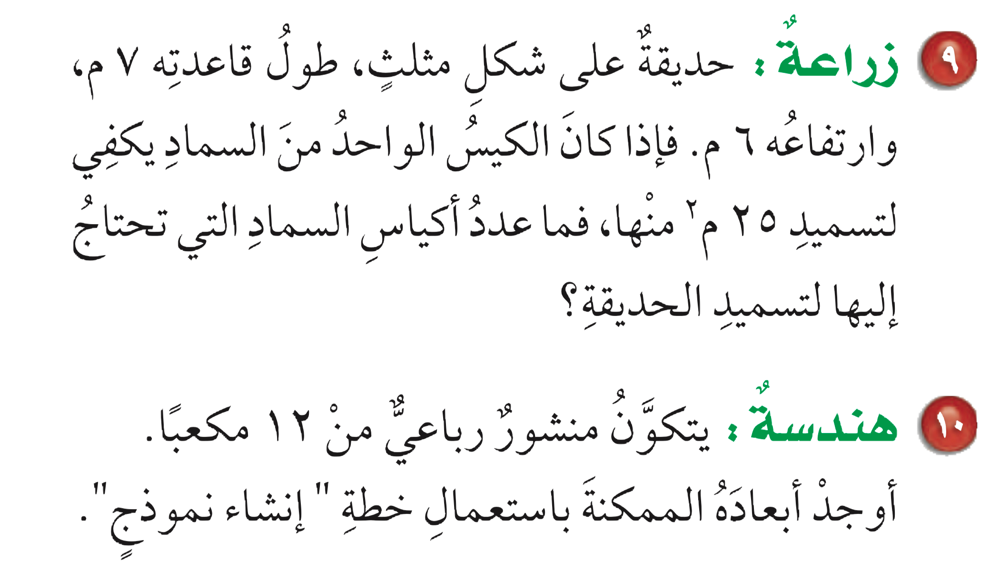 ٩ زراعةٌ : حديقةٌ على شكلِ مثلثٍ، طولُ قاعدتِه ٧ م،
وارتفاعُه ٦ م. فإذا كانَ الكيسُ الواحدُ منَ السمادِ يكفِي
لتسميدِ ٢٥ م٢ منْها، فما عددُ أكياسِ السمادِ التي تحتاجُ
إليها لتسميدِ الحديقةِ؟
١٠ هندسةٌ : يتكوَّنُ منشورٌ رباعيٌّ منْ ١٢ مكعبًا.
أوجدْ أبعادَهُ الممكنةَ باستعمالِ خطةِ " إنشاء نموذجٍ".